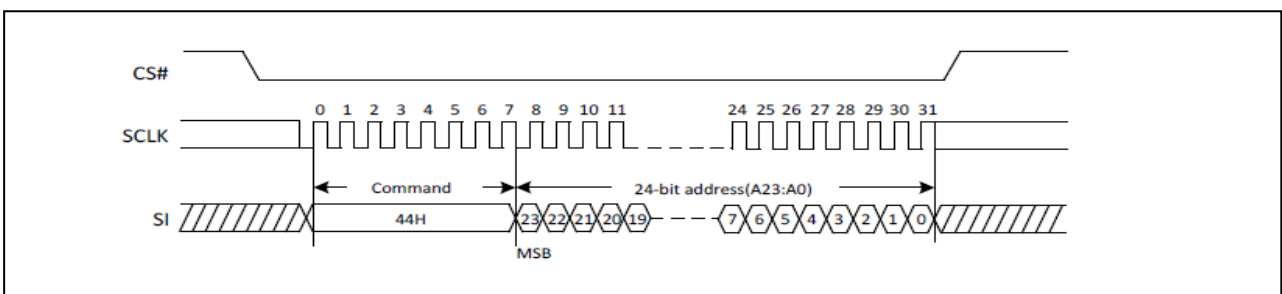 CS#
0 1 2 3 4 5 6 7 8 9 10 11 24 25 26 27 28 29 30 31
SCLK
Command 24-bit address(A23:A0)
SI 44H 23 22 21 20 19 7 6 5 4 3 2 1 0
MSB